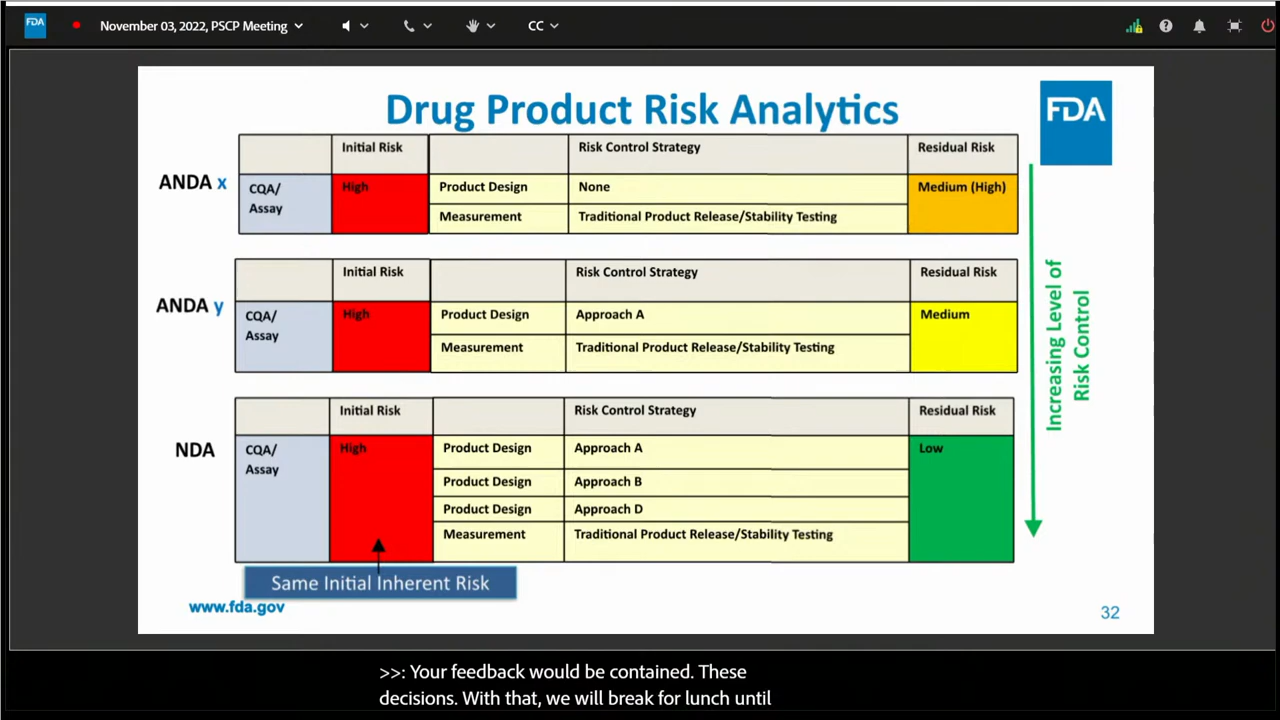 FDA
November 03, 2022, PSCP Meeting
CC
Drug Product Risk Analytics
FDA
ANDA x
Initial Risk
Risk Control Strategy
Residual Risk
CQA/
Assay
High
Product Design
None
Medium (High)
Measurement
Traditional Product Release/Stability Testing
ANDA y
Initial Risk
Risk Control Strategy
Residual Risk
CQA/
Assay
High
Product Design
Approach A
Medium
Measurement
Traditional Product Release/Stability Testing
NDA
Initial Risk
Risk Control Strategy
Residual Risk
CQA/
Assay
High
Product Design
Approach A
Low
Product Design
Approach B
Product Design
Approach D
Measurement
Traditional Product Release/Stability Testing
Increasing Level of
Risk Control
Same Initial Inherent Risk
www.fda.gov
32
>>: Your feedback would be contained. These
decisions. With that, we will break for lunch until